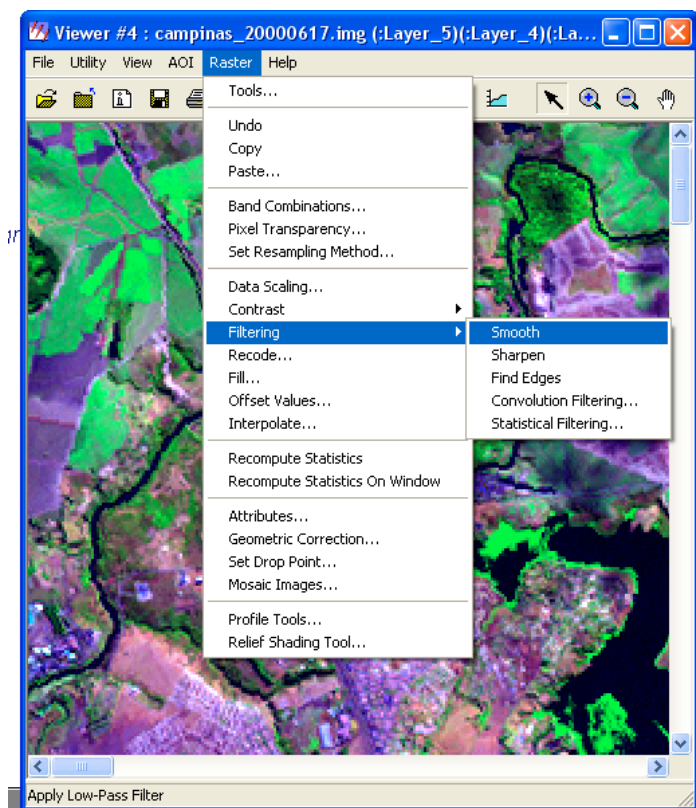 Viewer #4 : campinas_20000617.img (:Layer_5)(:Layer_4)(:La...
File Utility View AOI Raster Help
Tools...
Undo
Copy
Paste...
Band Combinations...
Pixel Transparency...
Set Resampling Method...
Data Scaling...
Contrast
Filtering
Recode...
Fill...
Offset Values...
Interpolate...
Recompute Statistics
Recompute Statistics On Window
Attributes...
Geometric Correction...
Set Drop Point...
Mosaic Images...
Profile Tools...
Relief Shading Tool...
Smooth
Sharpen
Find Edges
Convolution Filtering...
Statistical Filtering...
Apply Low-Pass Filter